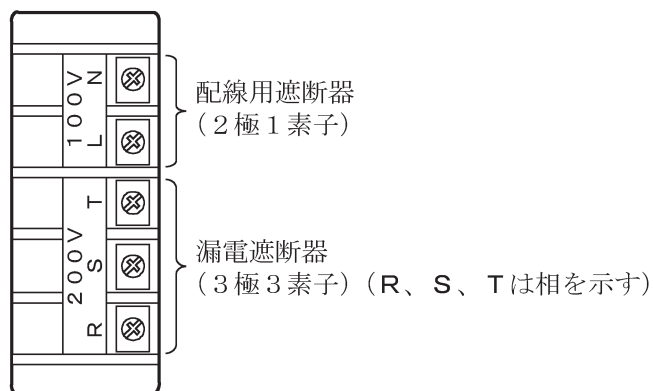 100V
N
L
配線用遮断器
(2極1素子)
200V
T
S
R
漏電遮断器
(3極3素子)(R、S、Tは相を示す)